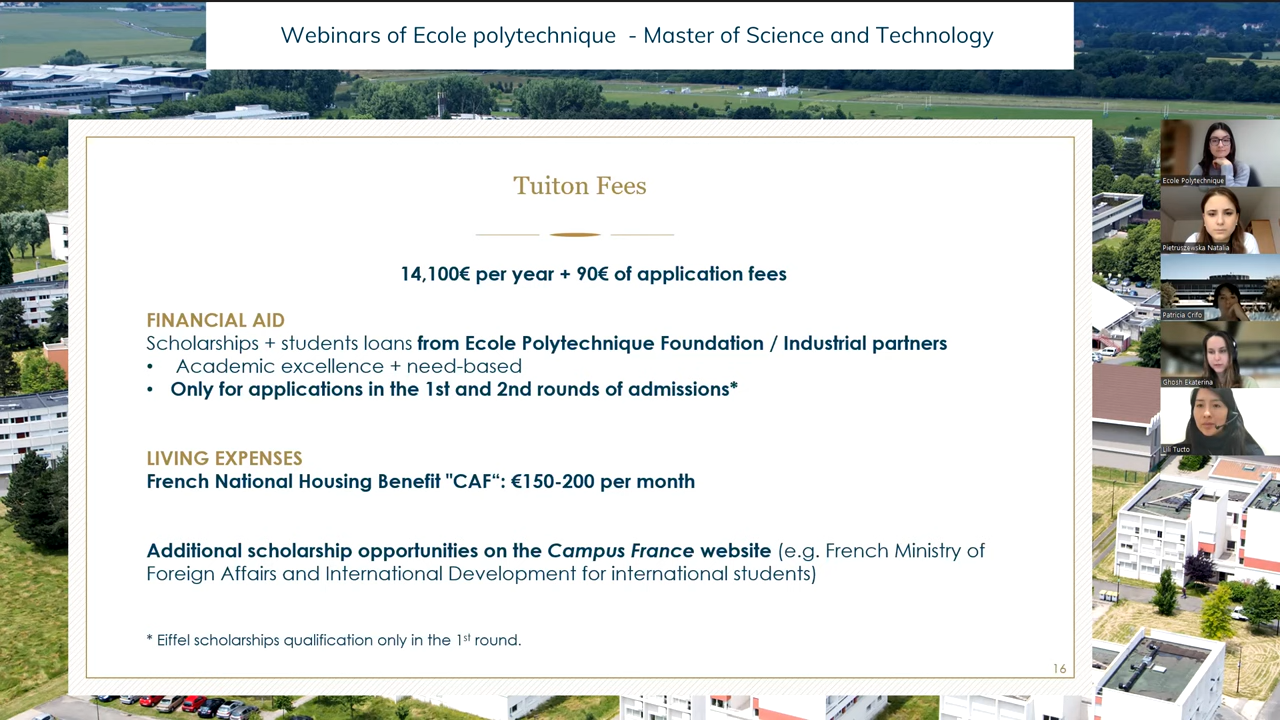 Webinars of Ecole polytechnique - Master of Science and Technology
Tuiton Fees
14,100€ per year + 90€ of application fees
FINANCIAL AID
Scholarships + students loans from Ecole Polytechnique Foundation / Industrial partners
• Academic excellence + need-based
• Only for applications in the 1st and 2nd rounds of admissions*
LIVING EXPENSES
French National Housing Benefit "CAF“: €150-200 per month
Additional scholarship opportunities on the Campus France website (e.g. French Ministry of
Foreign Affairs and International Development for international students)
* Eiffel scholarships qualification only in the 1st round.
16
Ecole Polytechnique
Pietruszewska Natalia
Patricia Crifo
Ghosh Ekaterina
Lili Tucto